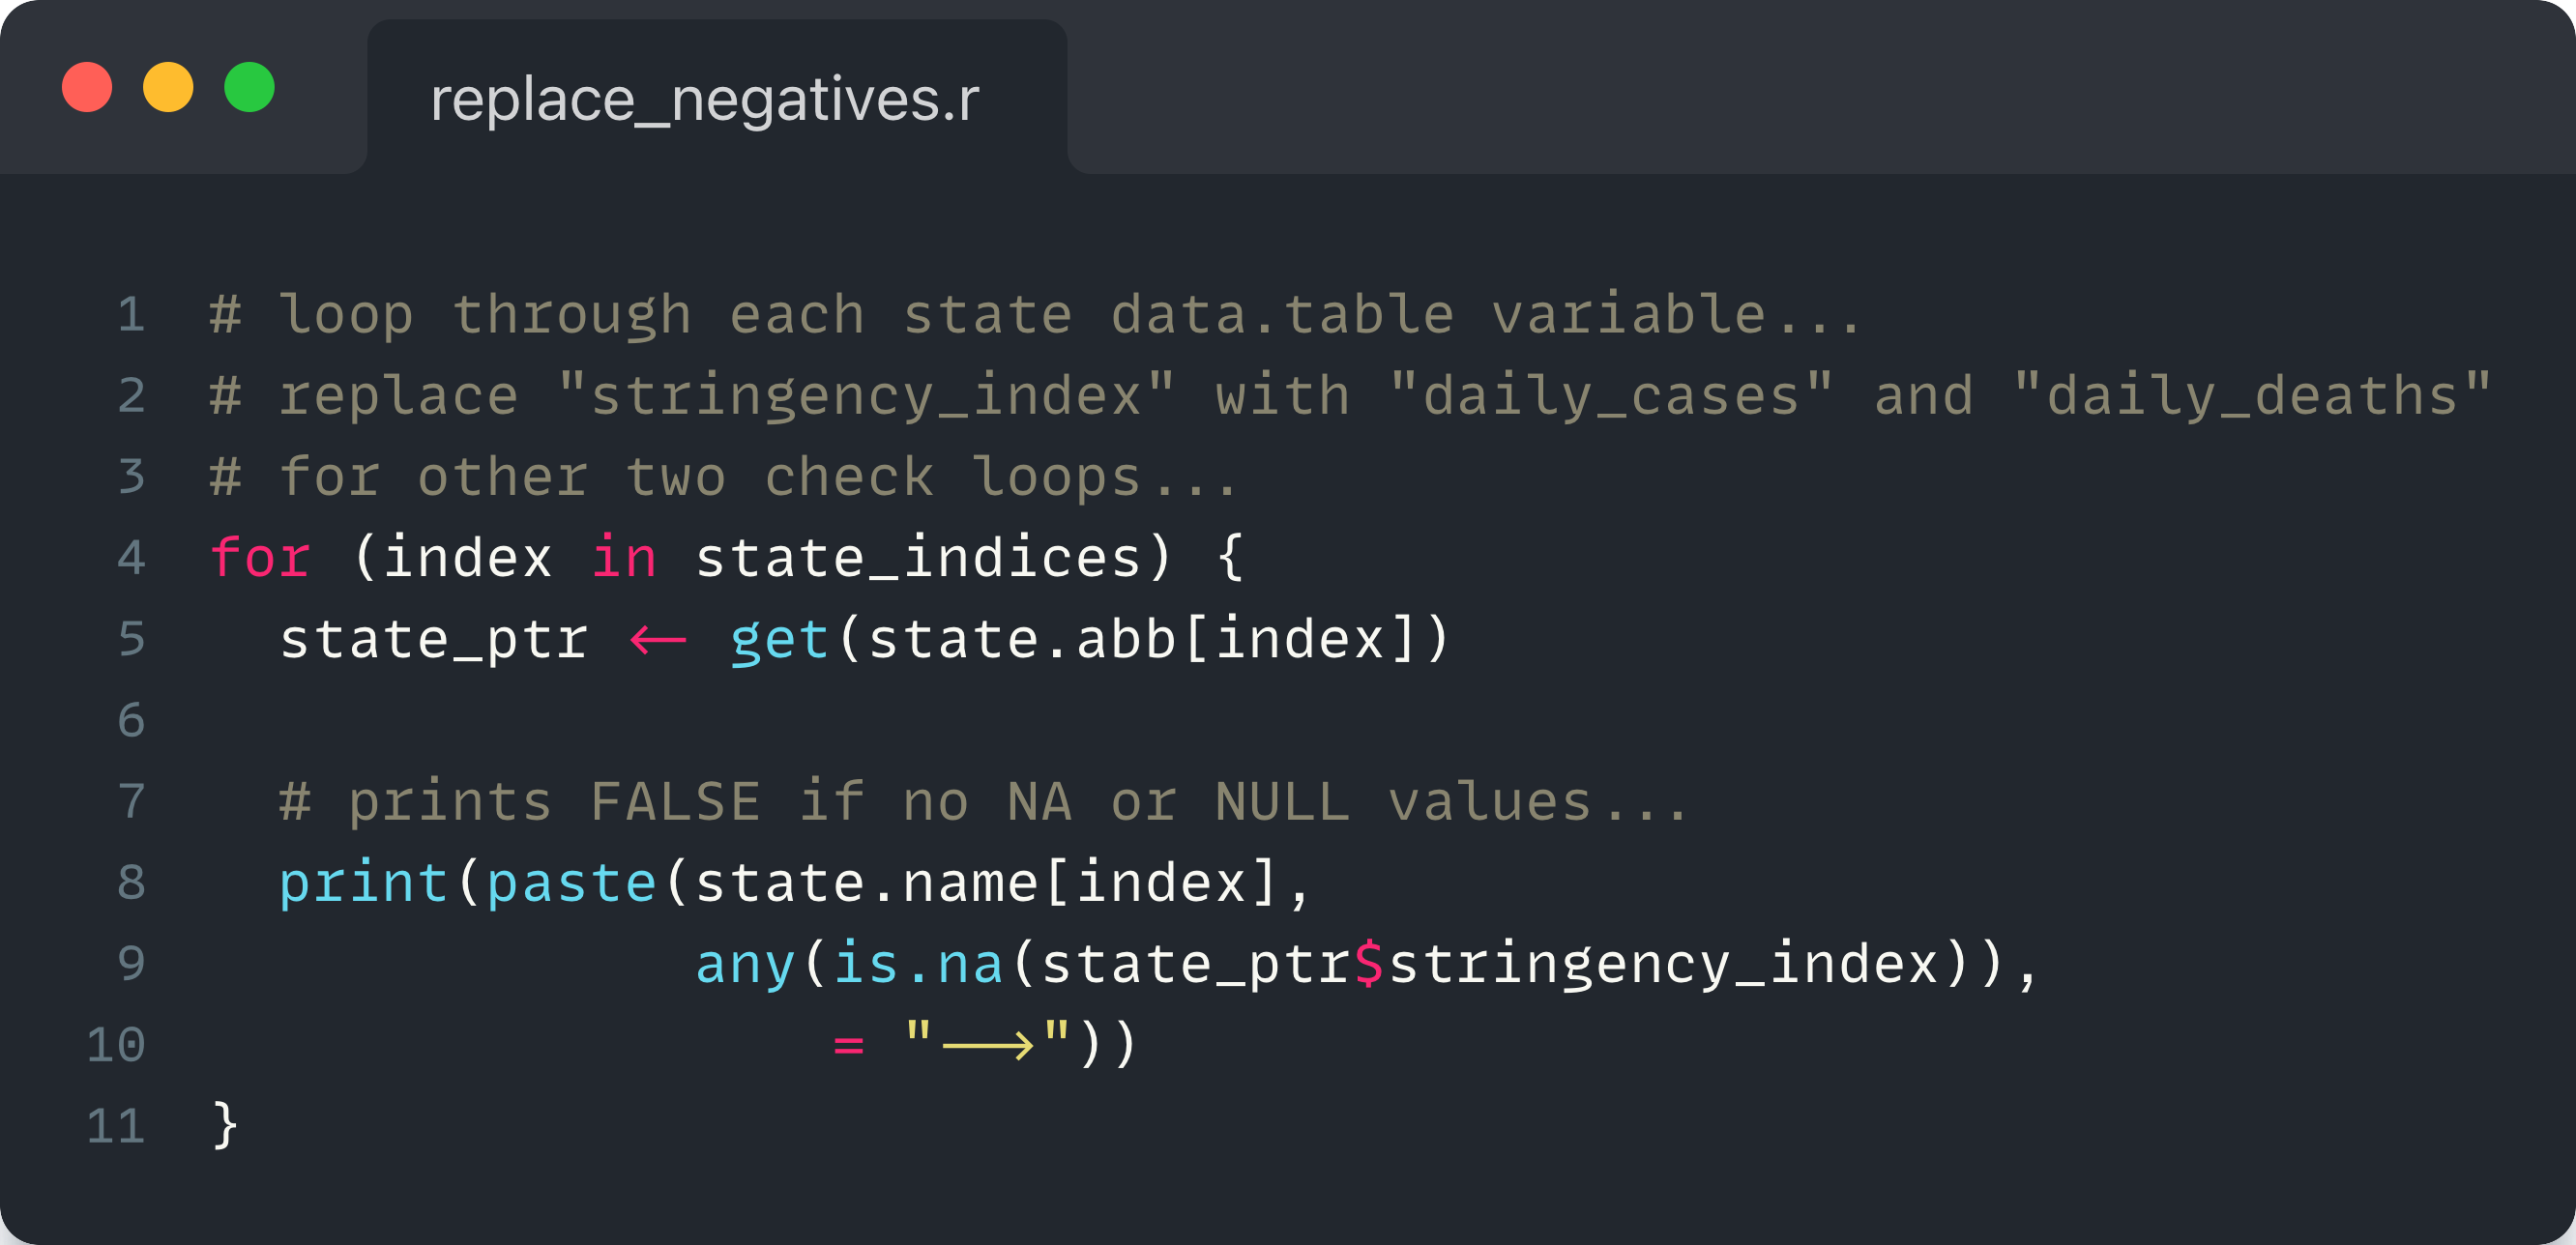 replace_negatives.r
1 # loop through each state data.table variable...
2 # replace "stringency_index" with "daily_cases" and "daily_deaths"
3 # for other two check loops...
4 for (index in state_indices) {
5   state_ptr <- get(state.abb[index])
6
7   # prints FALSE if no NA or NULL values...
8   print(paste(state.name[index],
9               any(is.na(state_ptr$stringency_index)),
10                  = "-->"))
11 }